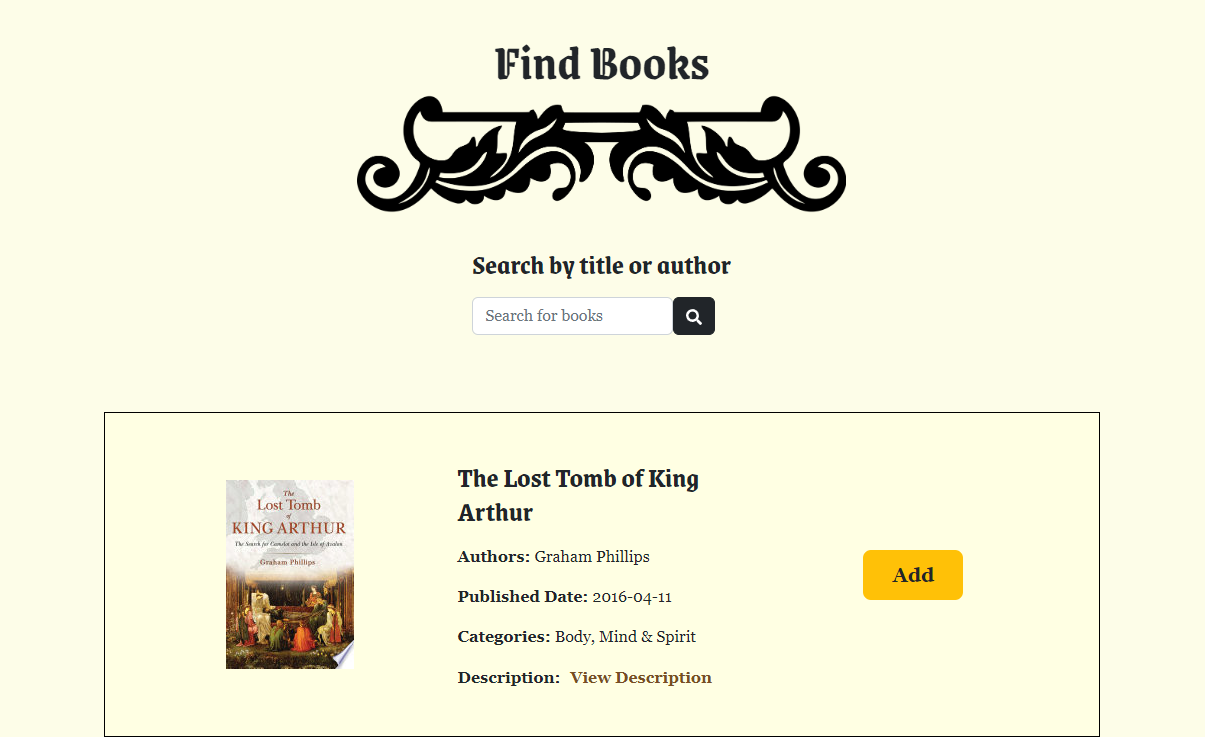 Find Books
Search by title or author
Search for books
The Lost Tomb of King
Arthur
The
Lost Tomb
of
KING ARTHUR
The Search for Camelot and the Isle of Avalon
Graham Phillips
Authors: Graham Phillips
Published Date: 2016-04-11
Categories: Body, Mind & Spirit
Description: View Description
Add